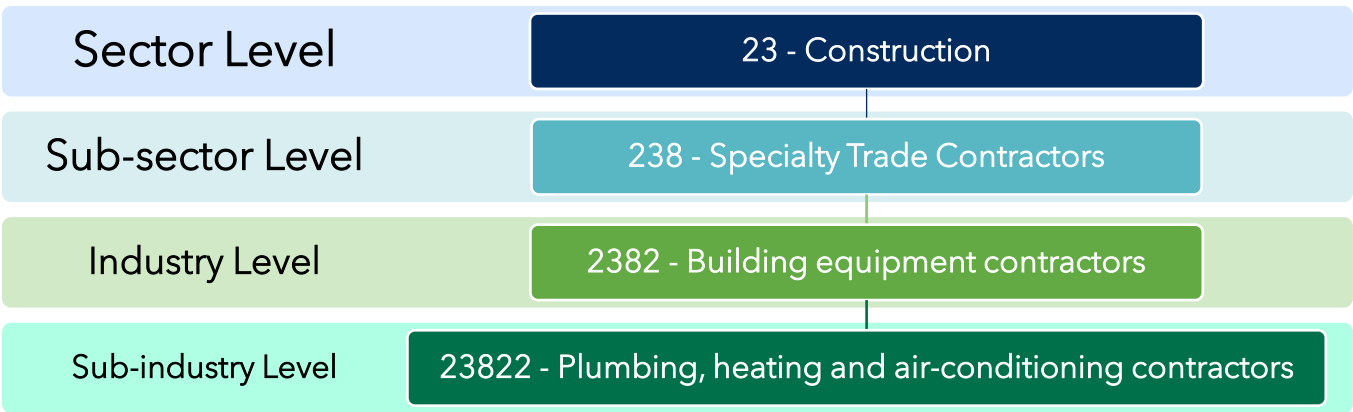 Sector Level
23 - Construction
Sub-sector Level
238 - Specialty Trade Contractors
Industry Level
2382 - Building equipment contractors
Sub-industry Level
23822 - Plumbing, heating and air-conditioning contractors